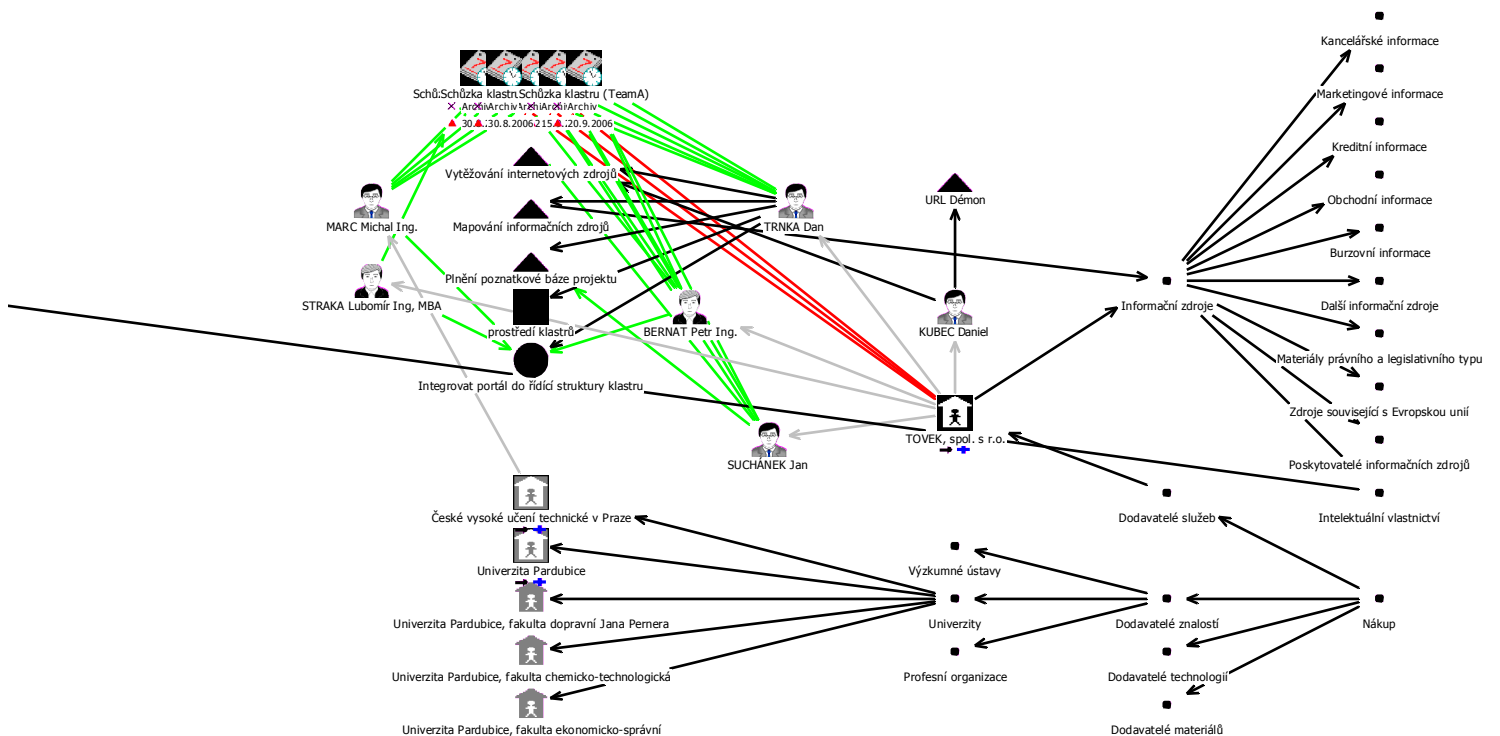 Kancelářské informace
Schůzka klastru (TeamA)
Marketingové informace
Archiv
30.8.2006
20.9.2006
Kreditní informace
Vytěžování internetových zdrojů
URL Démon
Obchodní informace
MARC Michal Ing.
Mapování informačních zdrojů
TRNKA Dan
Burzovní informace
Plnění poznatkové báze projektu
STRAKA Lubomír Ing, MBA
Informační zdroje
Další informační zdroje
prostředí klastrů
BERNAT Petr Ing.
KUBEC Daniel
Materiály právního a legislativního typu
Integrovat portál do řídící struktury klastru
Zdroje související s Evropskou unií
TOVEK, spol. s r.o.
SUCHÁNEK Jan
Poskytovatelé informačních zdrojů
České vysoké učení technické v Praze
Dodavatelé služeb
Intelektuální vlastnictví
Univerzita Pardubice
Výzkumné ústavy
Univerzita Pardubice, fakulta dopravní Jana Pernera
Univerzity
Dodavatelé znalostí
Nákup
Univerzita Pardubice, fakulta chemicko-technologická
Profesní organizace
Dodavatelé technologií
Univerzita Pardubice, fakulta ekonomicko-správní
Dodavatelé materiálů